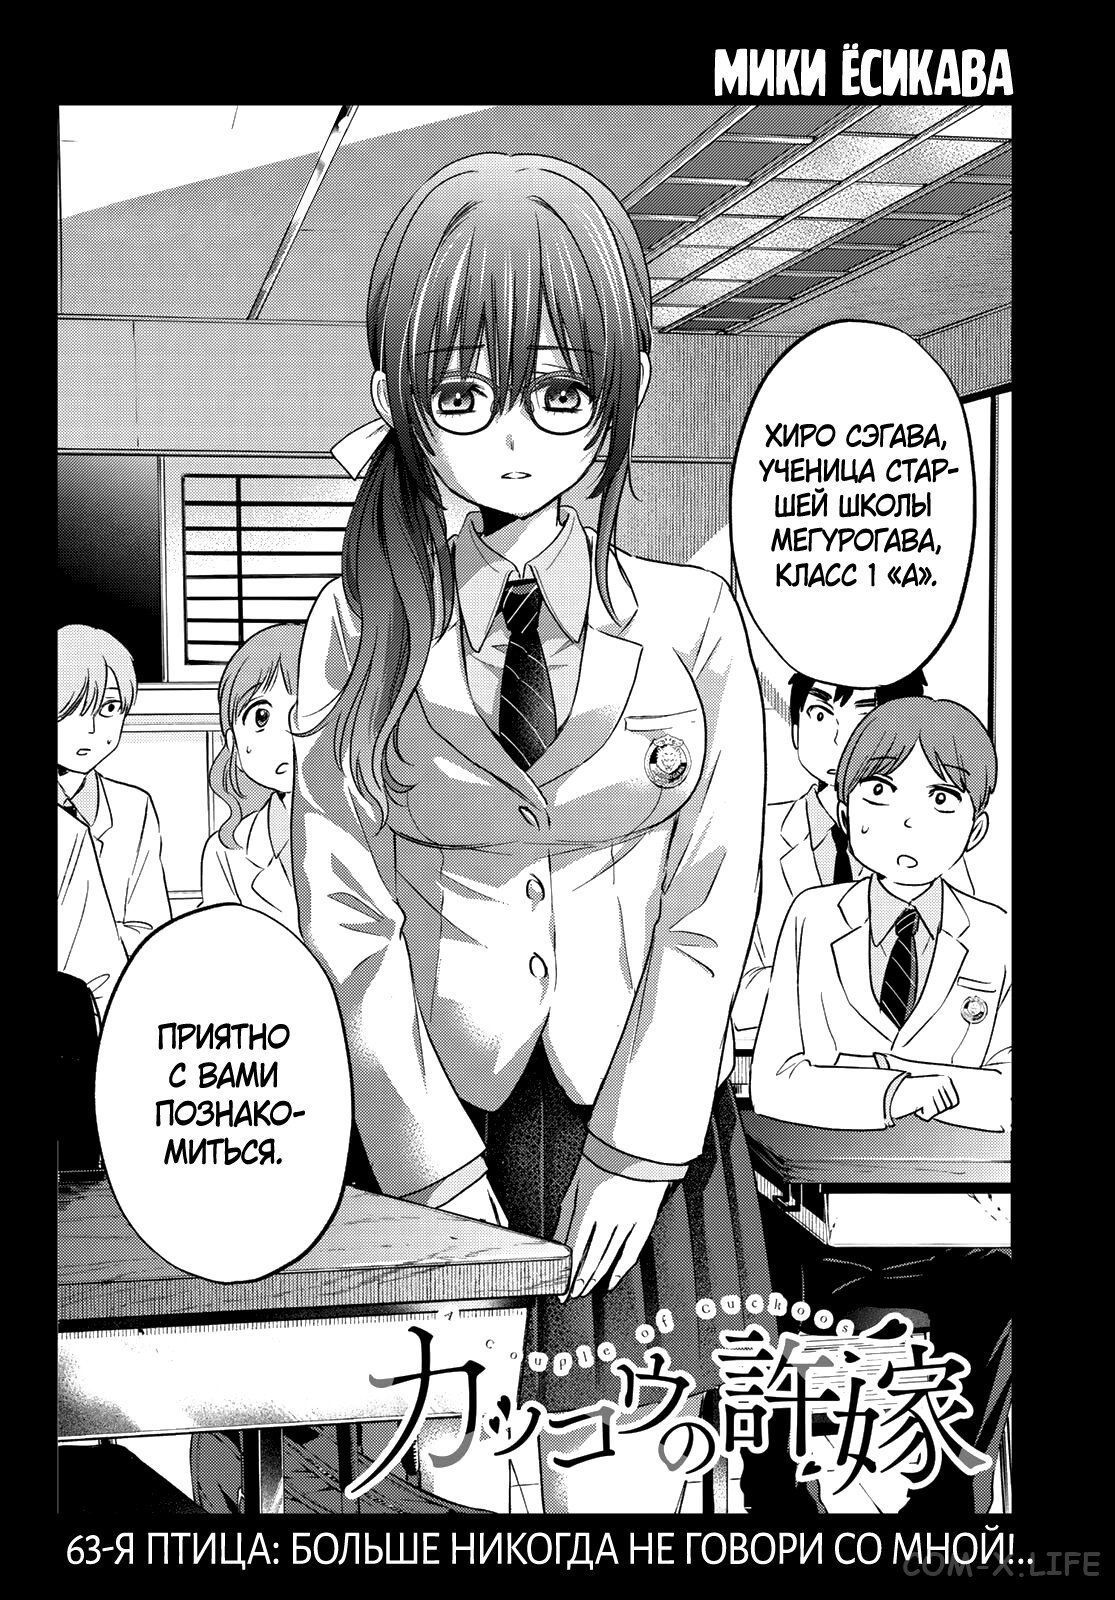 МИКИ ЁСИКАВА
ХИРО СЭГАВА,
УЧЕНИЦА СТАР-
ШЕЙ ШКОЛЫ
МЕГУРОГАВА,
КЛАСС 1 «А».
ПРИЯТНО
С ВАМИ
ПОЗНАКО-
МИТЬСЯ.
A Couple of Cuckoos
カッコウの許嫁
63-Я ПТИЦА: БОЛЬШЕ НИКОГДА НЕ ГОВОРИ СО МНОЙ!..
COM-X.LIFE